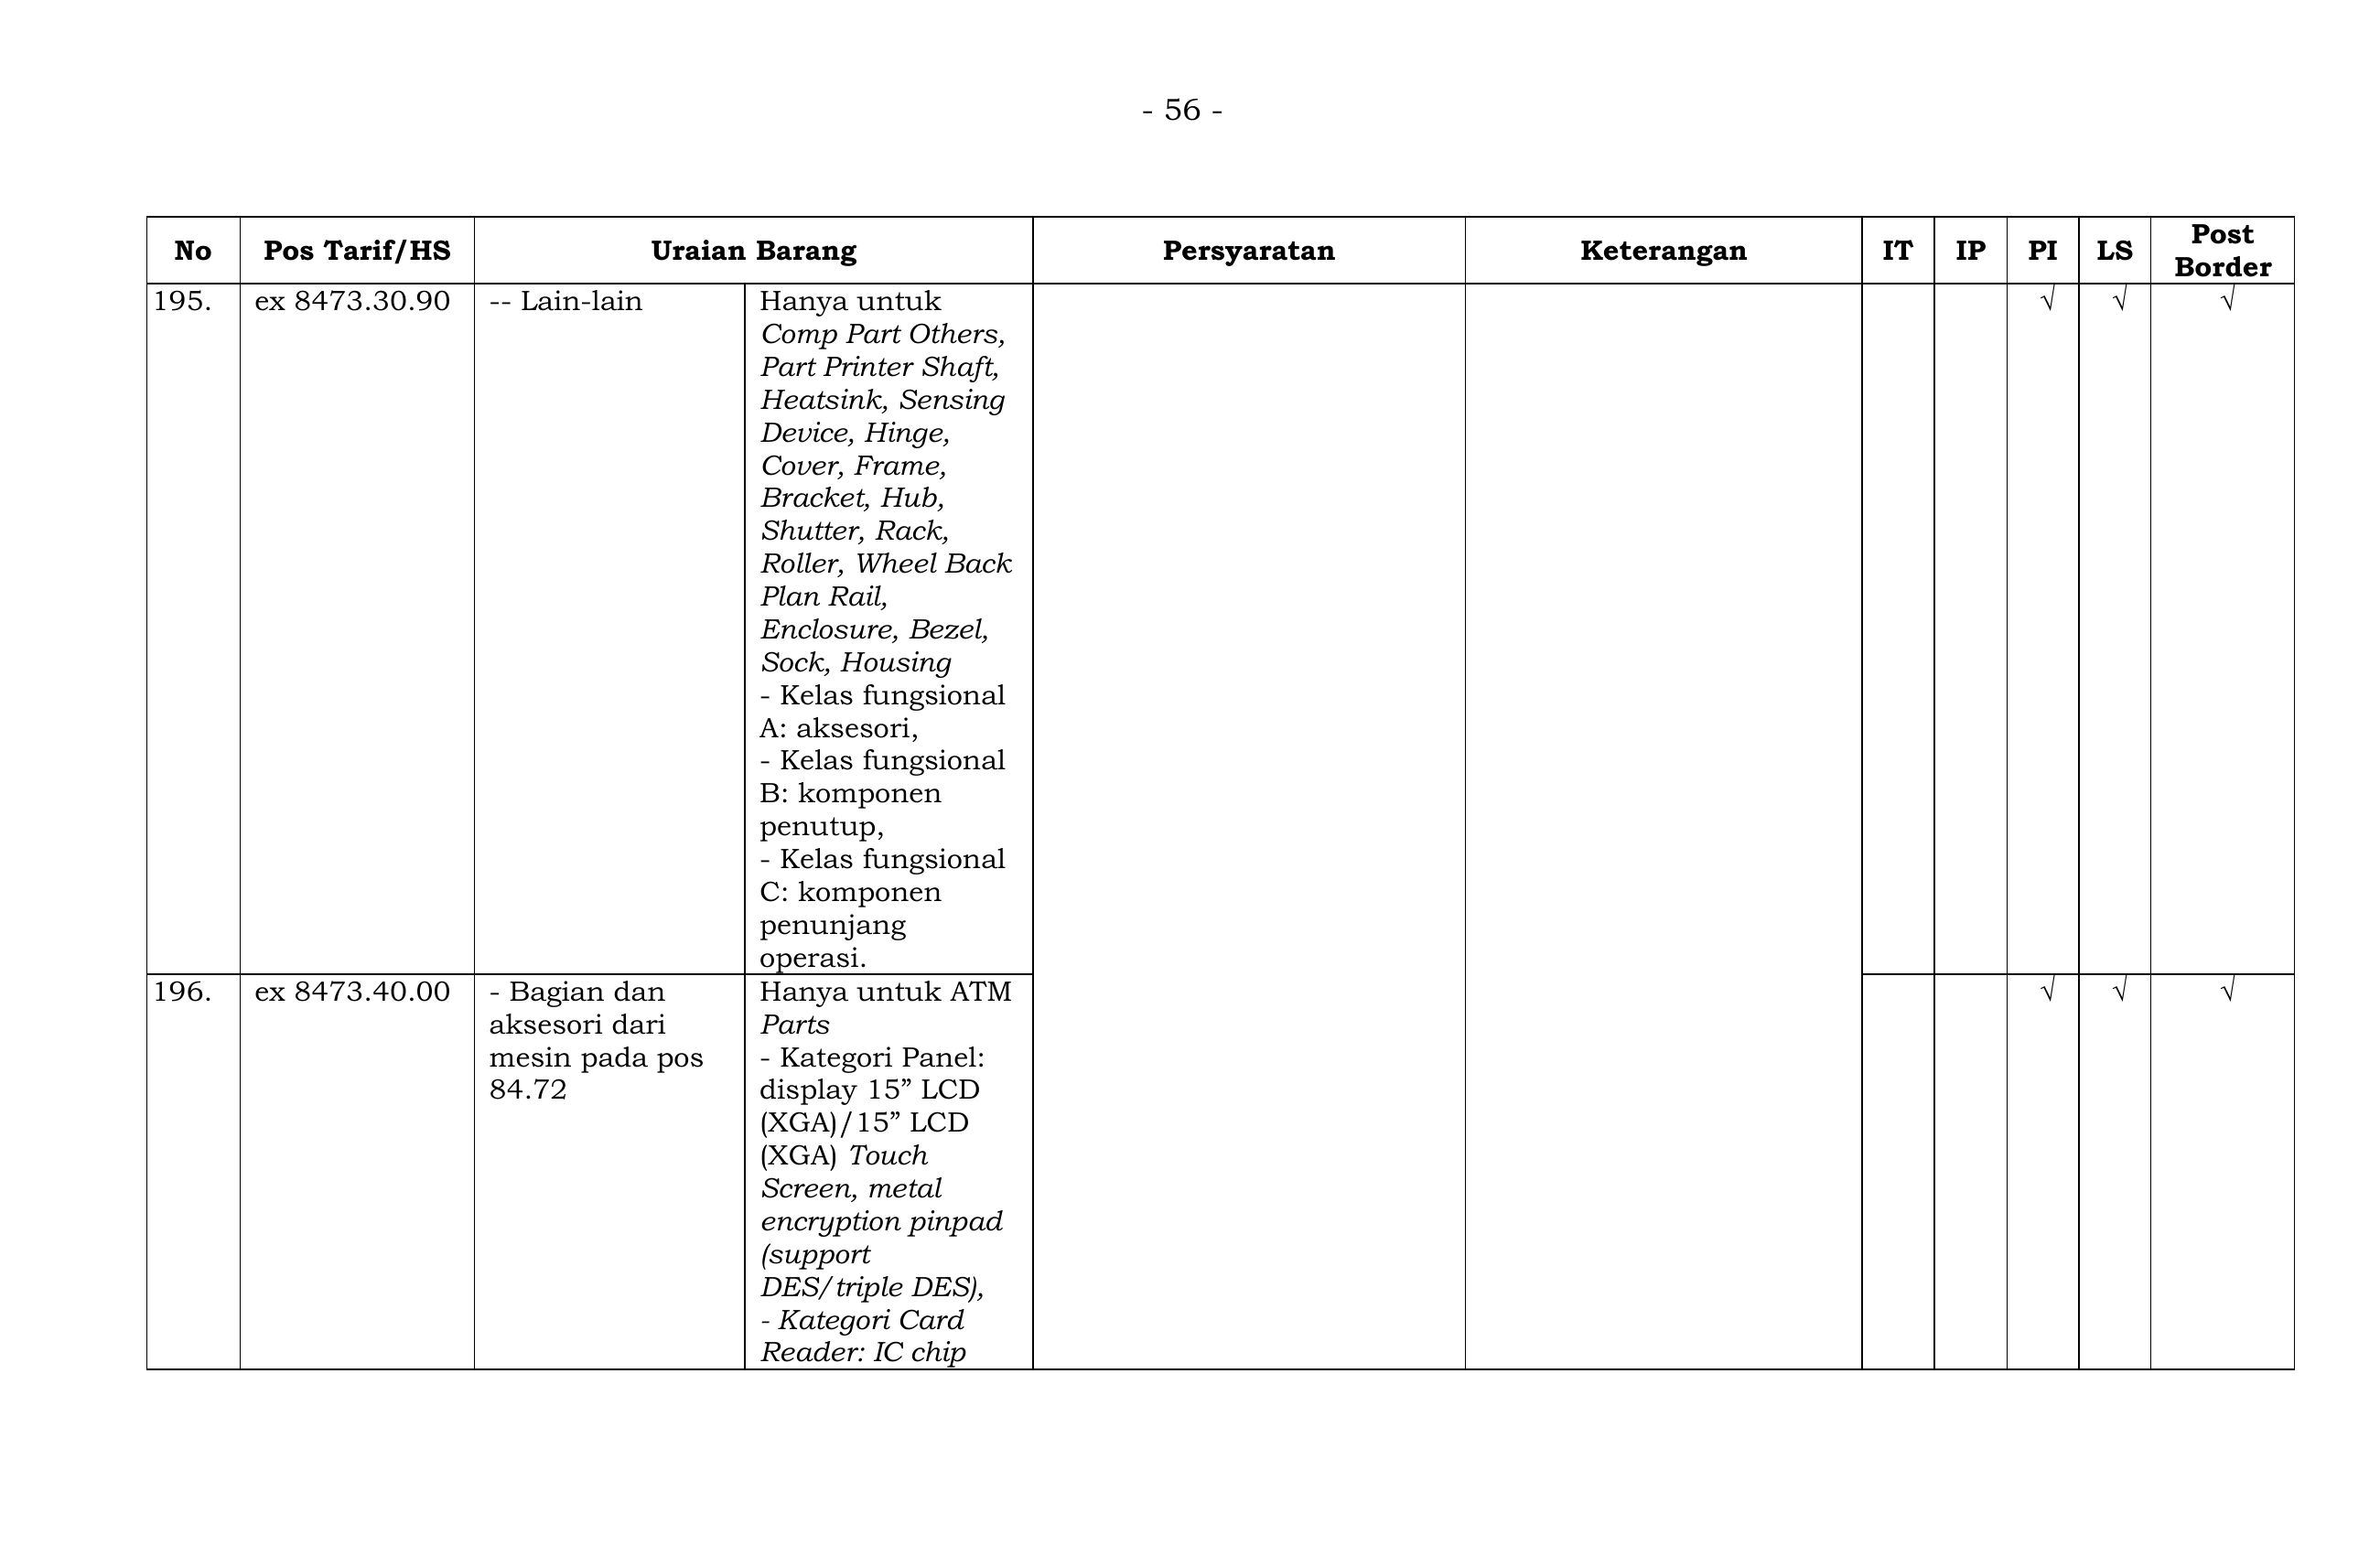 - 56 -
No Pos Tarif/HS Uraian Barang Persyaratan Keterangan IT IP PI LS Post Border
195. ex 8473.30.90 -- Lain-lain Hanya untuk √ √ √
Comp Part Others,
Part Printer Shaft,
Heatsink, Sensing
Device, Hinge,
Cover, Frame,
Bracket, Hub,
Shutter, Rack,
Roller, Wheel Back
Plan Rail,
Enclosure, Bezel,
Sock, Housing
- Kelas fungsional
A: aksesori,
- Kelas fungsional
B: komponen
penutup,
- Kelas fungsional
C: komponen
penunjang
operasi.
196. ex 8473.40.00 - Bagian dan Hanya untuk ATM √ √ √
aksesori dari Parts
mesin pada pos - Kategori Panel:
84.72 display 15” LCD
(XGA)/15” LCD
(XGA) Touch
Screen, metal
encryption pinpad
(support
DES/triple DES),
- Kategori Card
Reader: IC chip